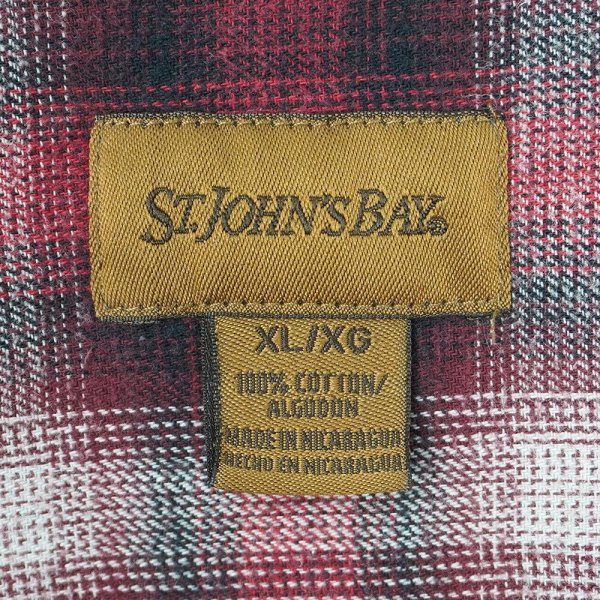 ST. JOHN'S BAY®
XL/XG
100% COTTON/
ALGODON
MADE IN NICARAGUA
HECHO EN NICARAGUA